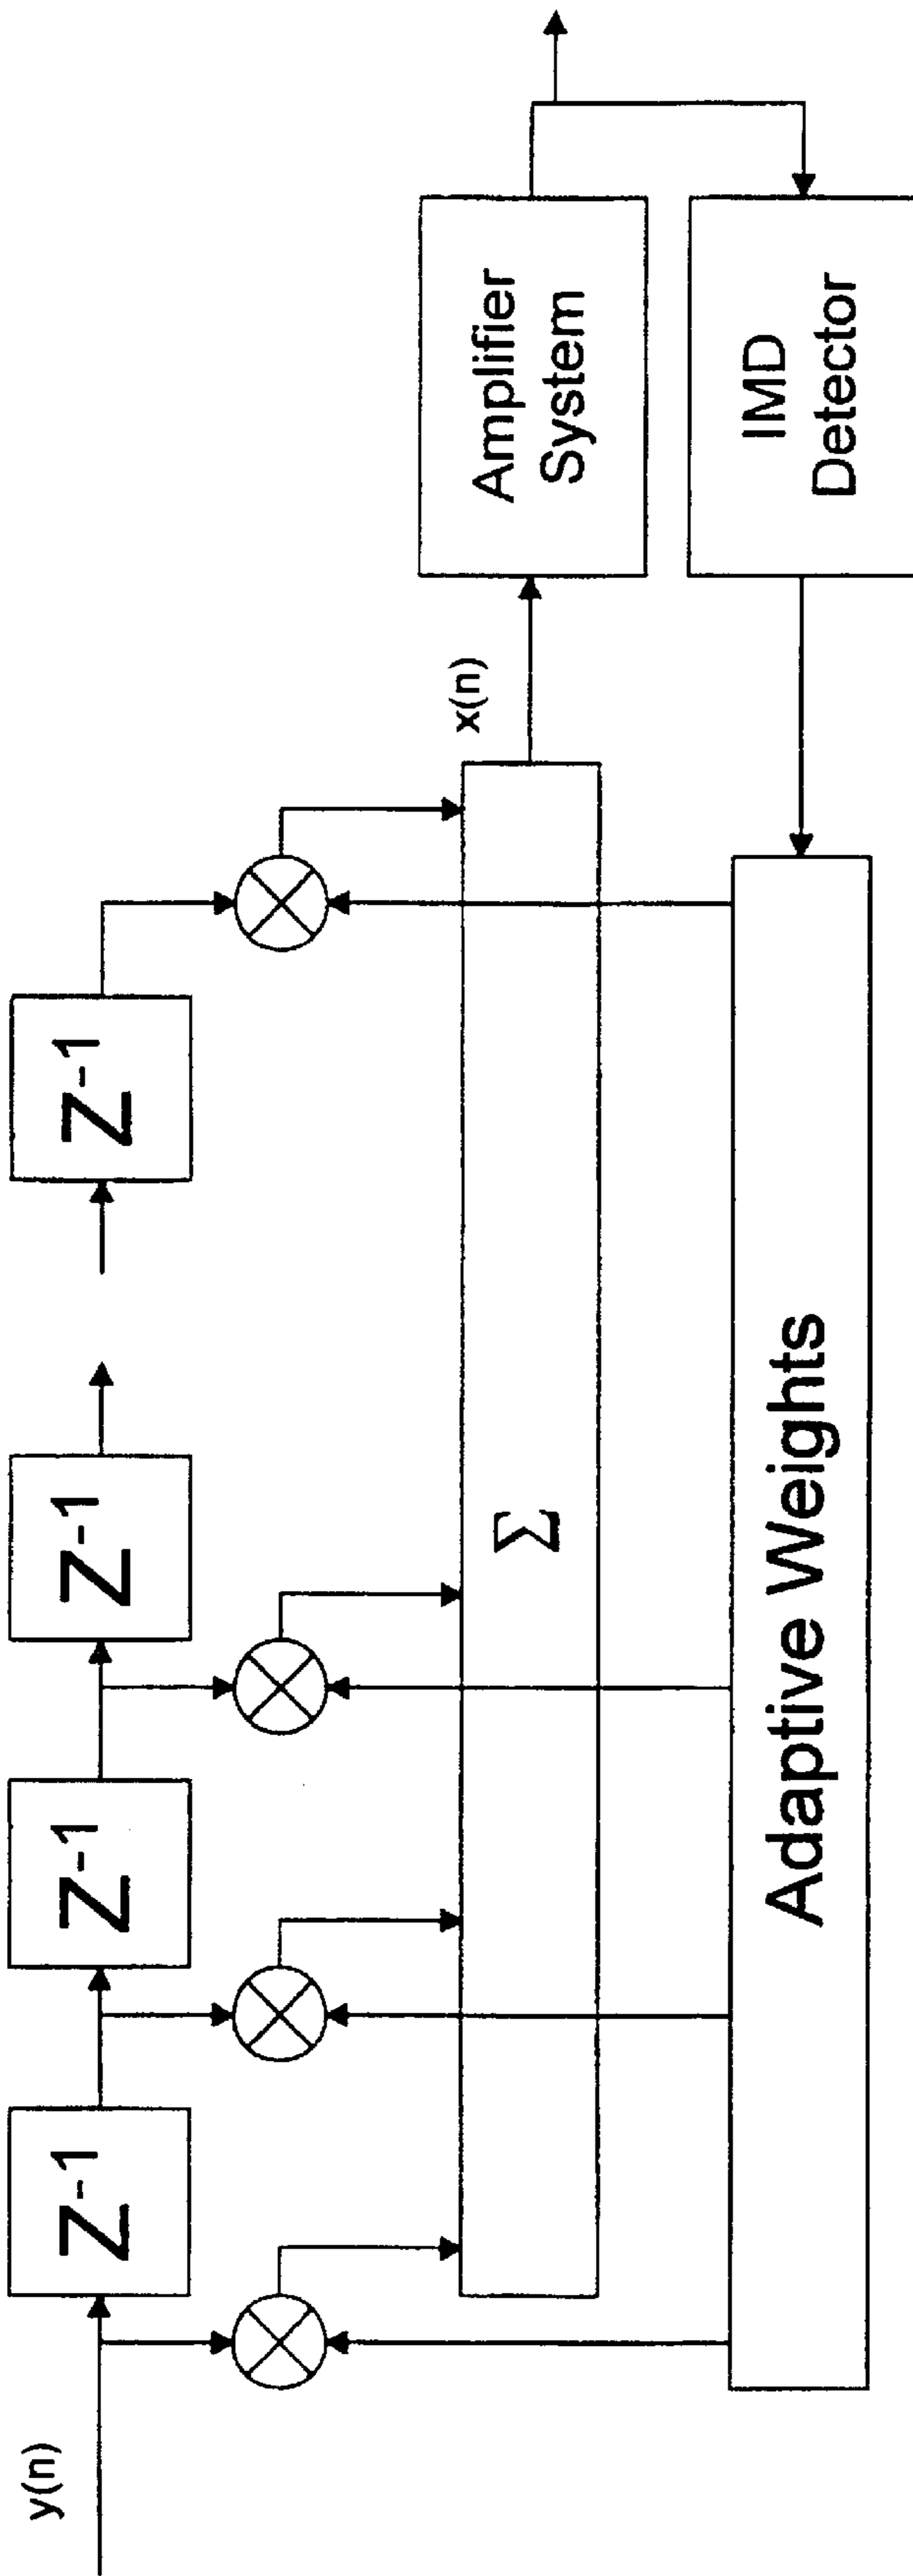 y(n)
Z-1
Z-1
Z-1
Z-1
Σ
x(n)
Amplifier
System
Adaptive Weights
IMD
Detector